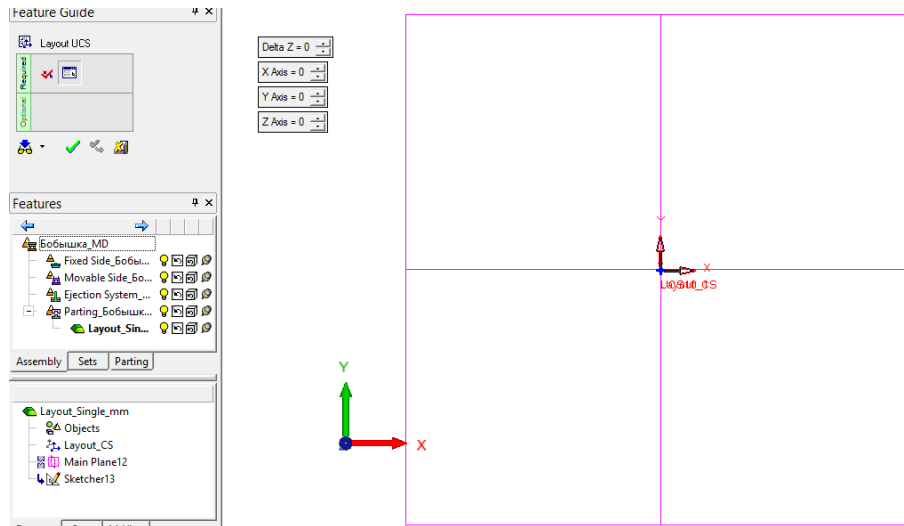 Feature Guide
Layout UCS
Required
Optional
Delta Z = 0
X Axis = 0
Y Axis = 0
Z Axis = 0
Features
Бобышка_MD
Fixed Side_Бобы...
Movable Side_Бо...
Ejection System_...
Parting_Бобышк...
Layout_Sin...
Assembly Sets Parting
Layout_Single_mm
Objects
Layout_CS
Main Plane12
Sketcher13
Y
X
X